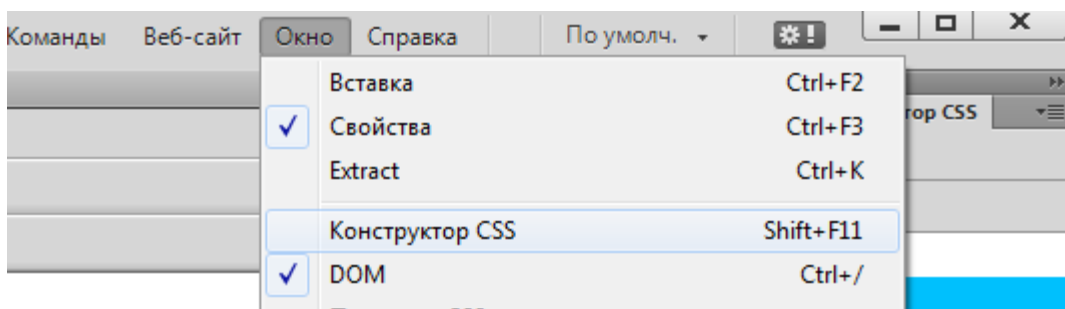 Команды Веб-сайт Окно Справка По умолч.
Вставка Ctrl+F2
Свойства Ctrl+F3
тор CSS
Extract Ctrl+K
Конструктор CSS Shift+F11
DOM Ctrl+/